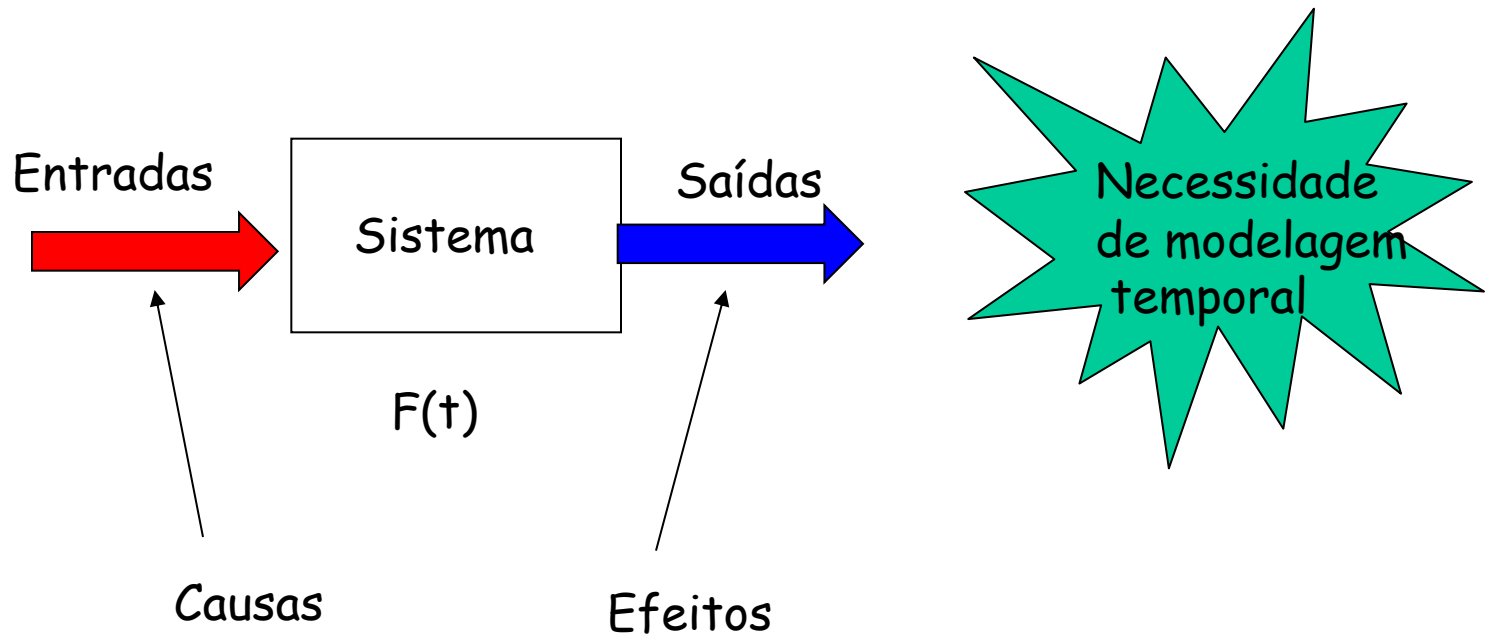 Entradas
Sistema
Saídas
Necessidade
de modelagem
temporal
F(t)
Causas
Efeitos